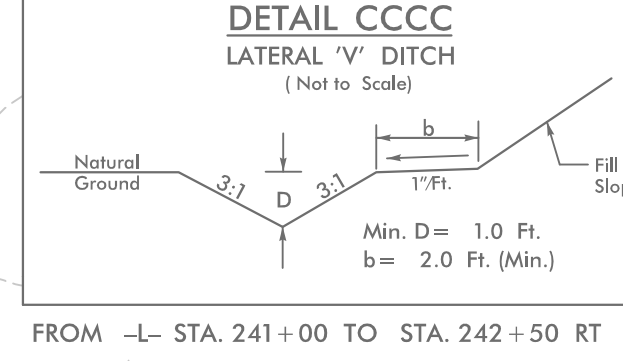 DETAIL CCCC
LATERAL 'V' DITCH
( Not to Scale)
b
Natural
Ground
3:1
D
3:1
1"/Ft.
Fill
Min. D= 1.0 Ft.
b= 2.0 Ft. (Min.)
FROM -L- STA. 241+00 TO STA. 242+50 RT